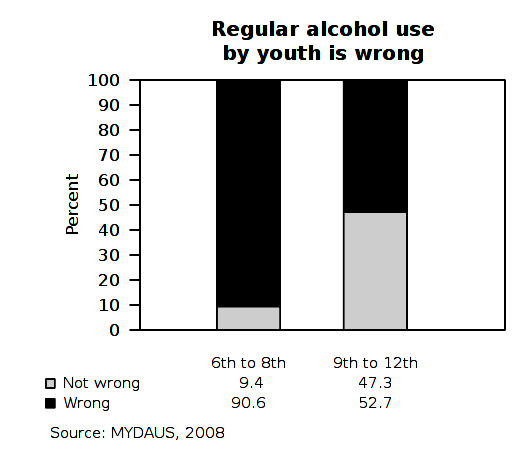 Regular alcohol use
by youth is wrong
100
90
80
70
60
50
40
30
20
10
0
Percent
6th to 8th 9th to 12th
Not wrong 9.4 47.3
Wrong 90.6 52.7
Source: MYDAUS, 2008